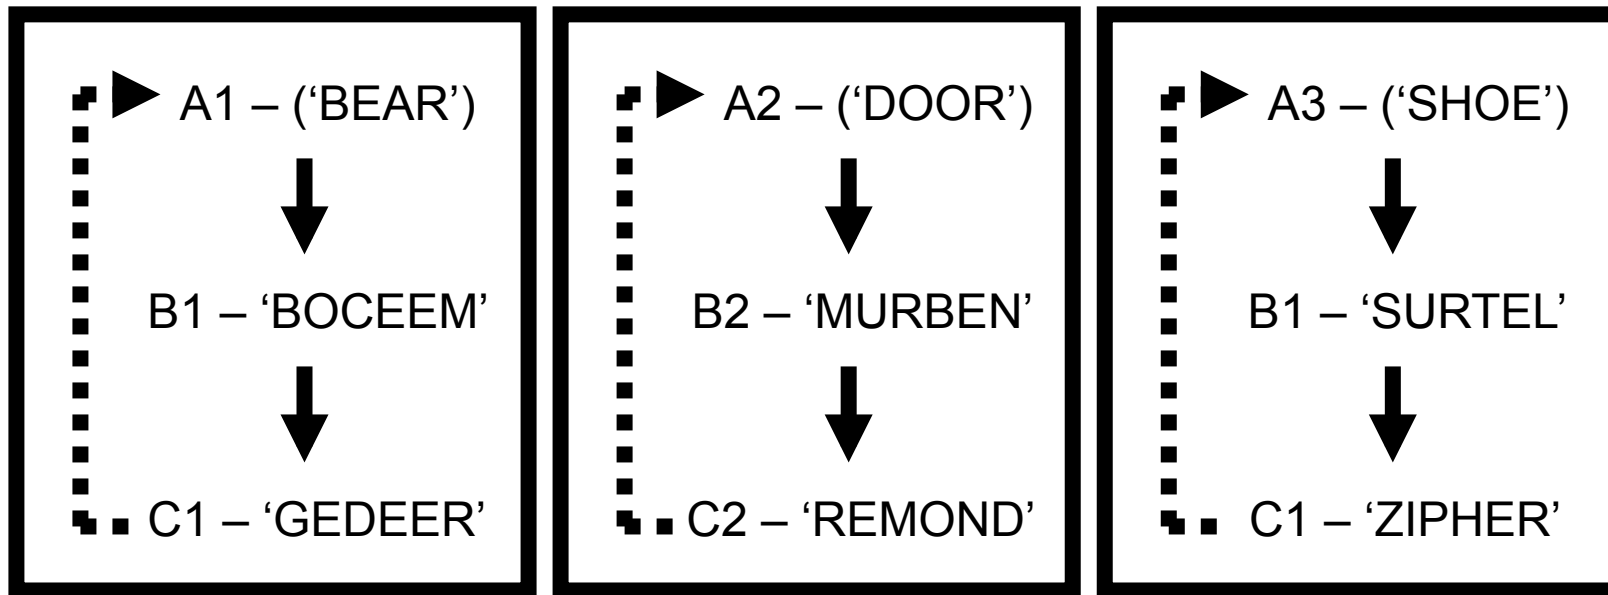 A1 – (‘BEAR’)
B1 – ‘BOCEEM’
C1 – ‘GEDEER’
A2 – (‘DOOR’)
B2 – ‘MURBEN’
C2 – ‘REMOND’
A3 – (‘SHOE’)
B1 – ‘SURTEL’
C1 – ‘ZIPHER’